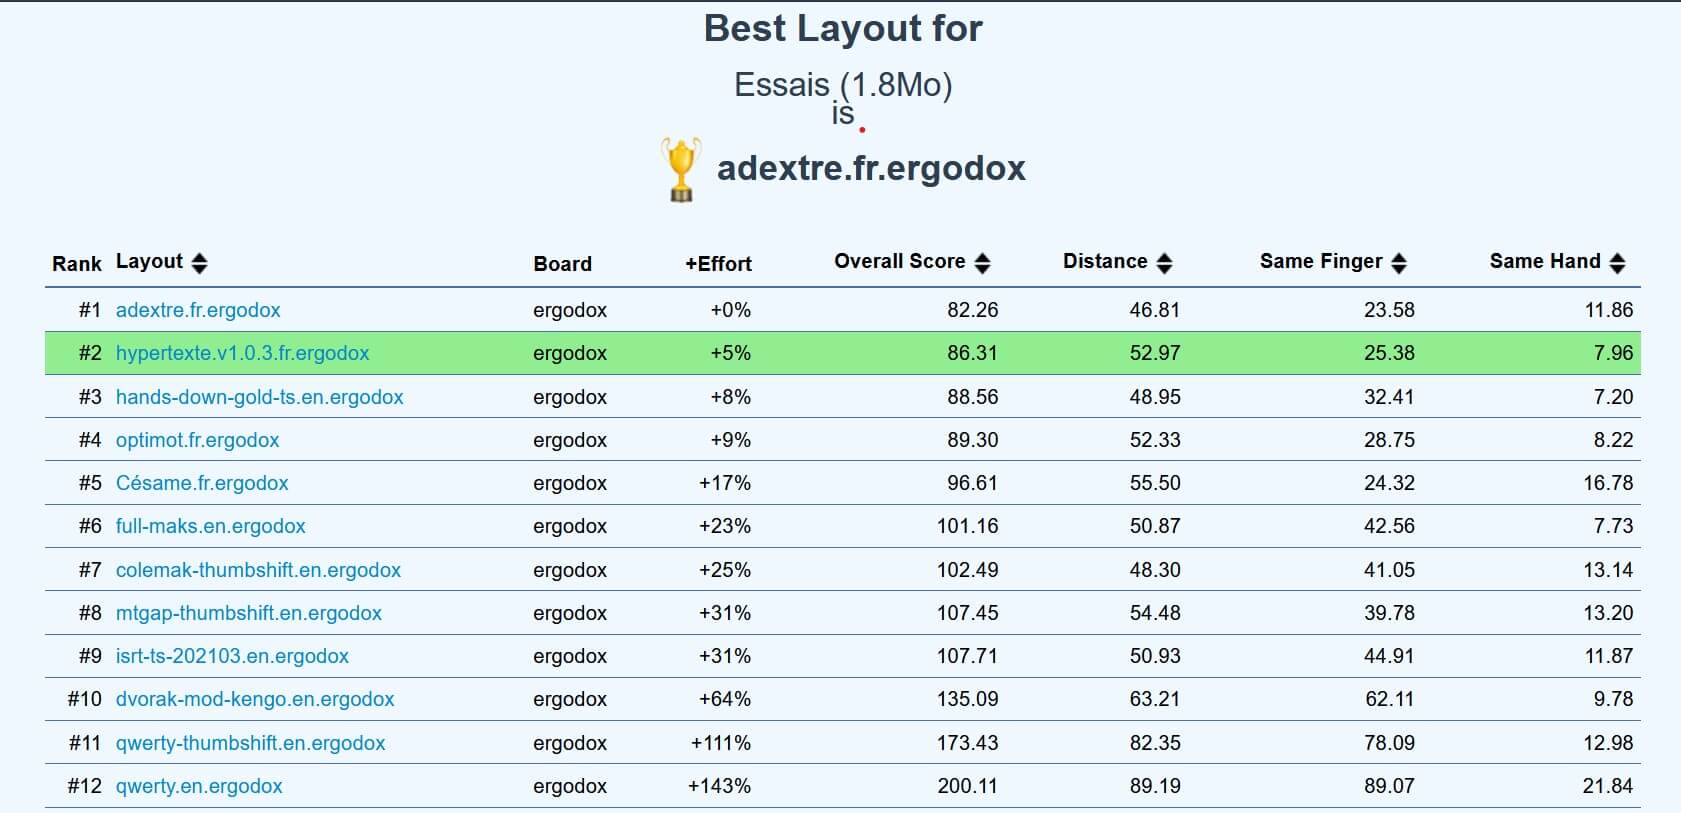 Best Layout for
Essais (1.8Mo)
is
adextre.fr.ergodox
Rank Layout Board +Effort Overall Score Distance Same Finger Same Hand
#1 adextre.fr.ergodox ergodox +0% 82.26 46.81 23.58 11.86
#2 hypertexte.v1.0.3.fr.ergodox ergodox +5% 86.31 52.97 25.38 7.96
#3 hands-down-gold-ts.en.ergodox ergodox +8% 88.56 48.95 32.41 7.20
#4 optimot.fr.ergodox ergodox +9% 89.30 52.33 28.75 8.22
#5 Césame.fr.ergodox ergodox +17% 96.61 55.50 24.32 16.78
#6 full-maks.en.ergodox ergodox +23% 101.16 50.87 42.56 7.73
#7 colemak-thumbshift.en.ergodox ergodox +25% 102.49 48.30 41.05 13.14
#8 mtgap-thumbshift.en.ergodox ergodox +31% 107.45 54.48 39.78 13.20
#9 isrt-ts-202103.en.ergodox ergodox +31% 107.71 50.93 44.91 11.87
#10 dvorak-mod-kengo.en.ergodox ergodox +64% 135.09 63.21 62.11 9.78
#11 qwerty-thumbshift.en.ergodox ergodox +111% 173.43 82.35 78.09 12.98
#12 qwerty.en.ergodox ergodox +143% 200.11 89.19 89.07 21.84